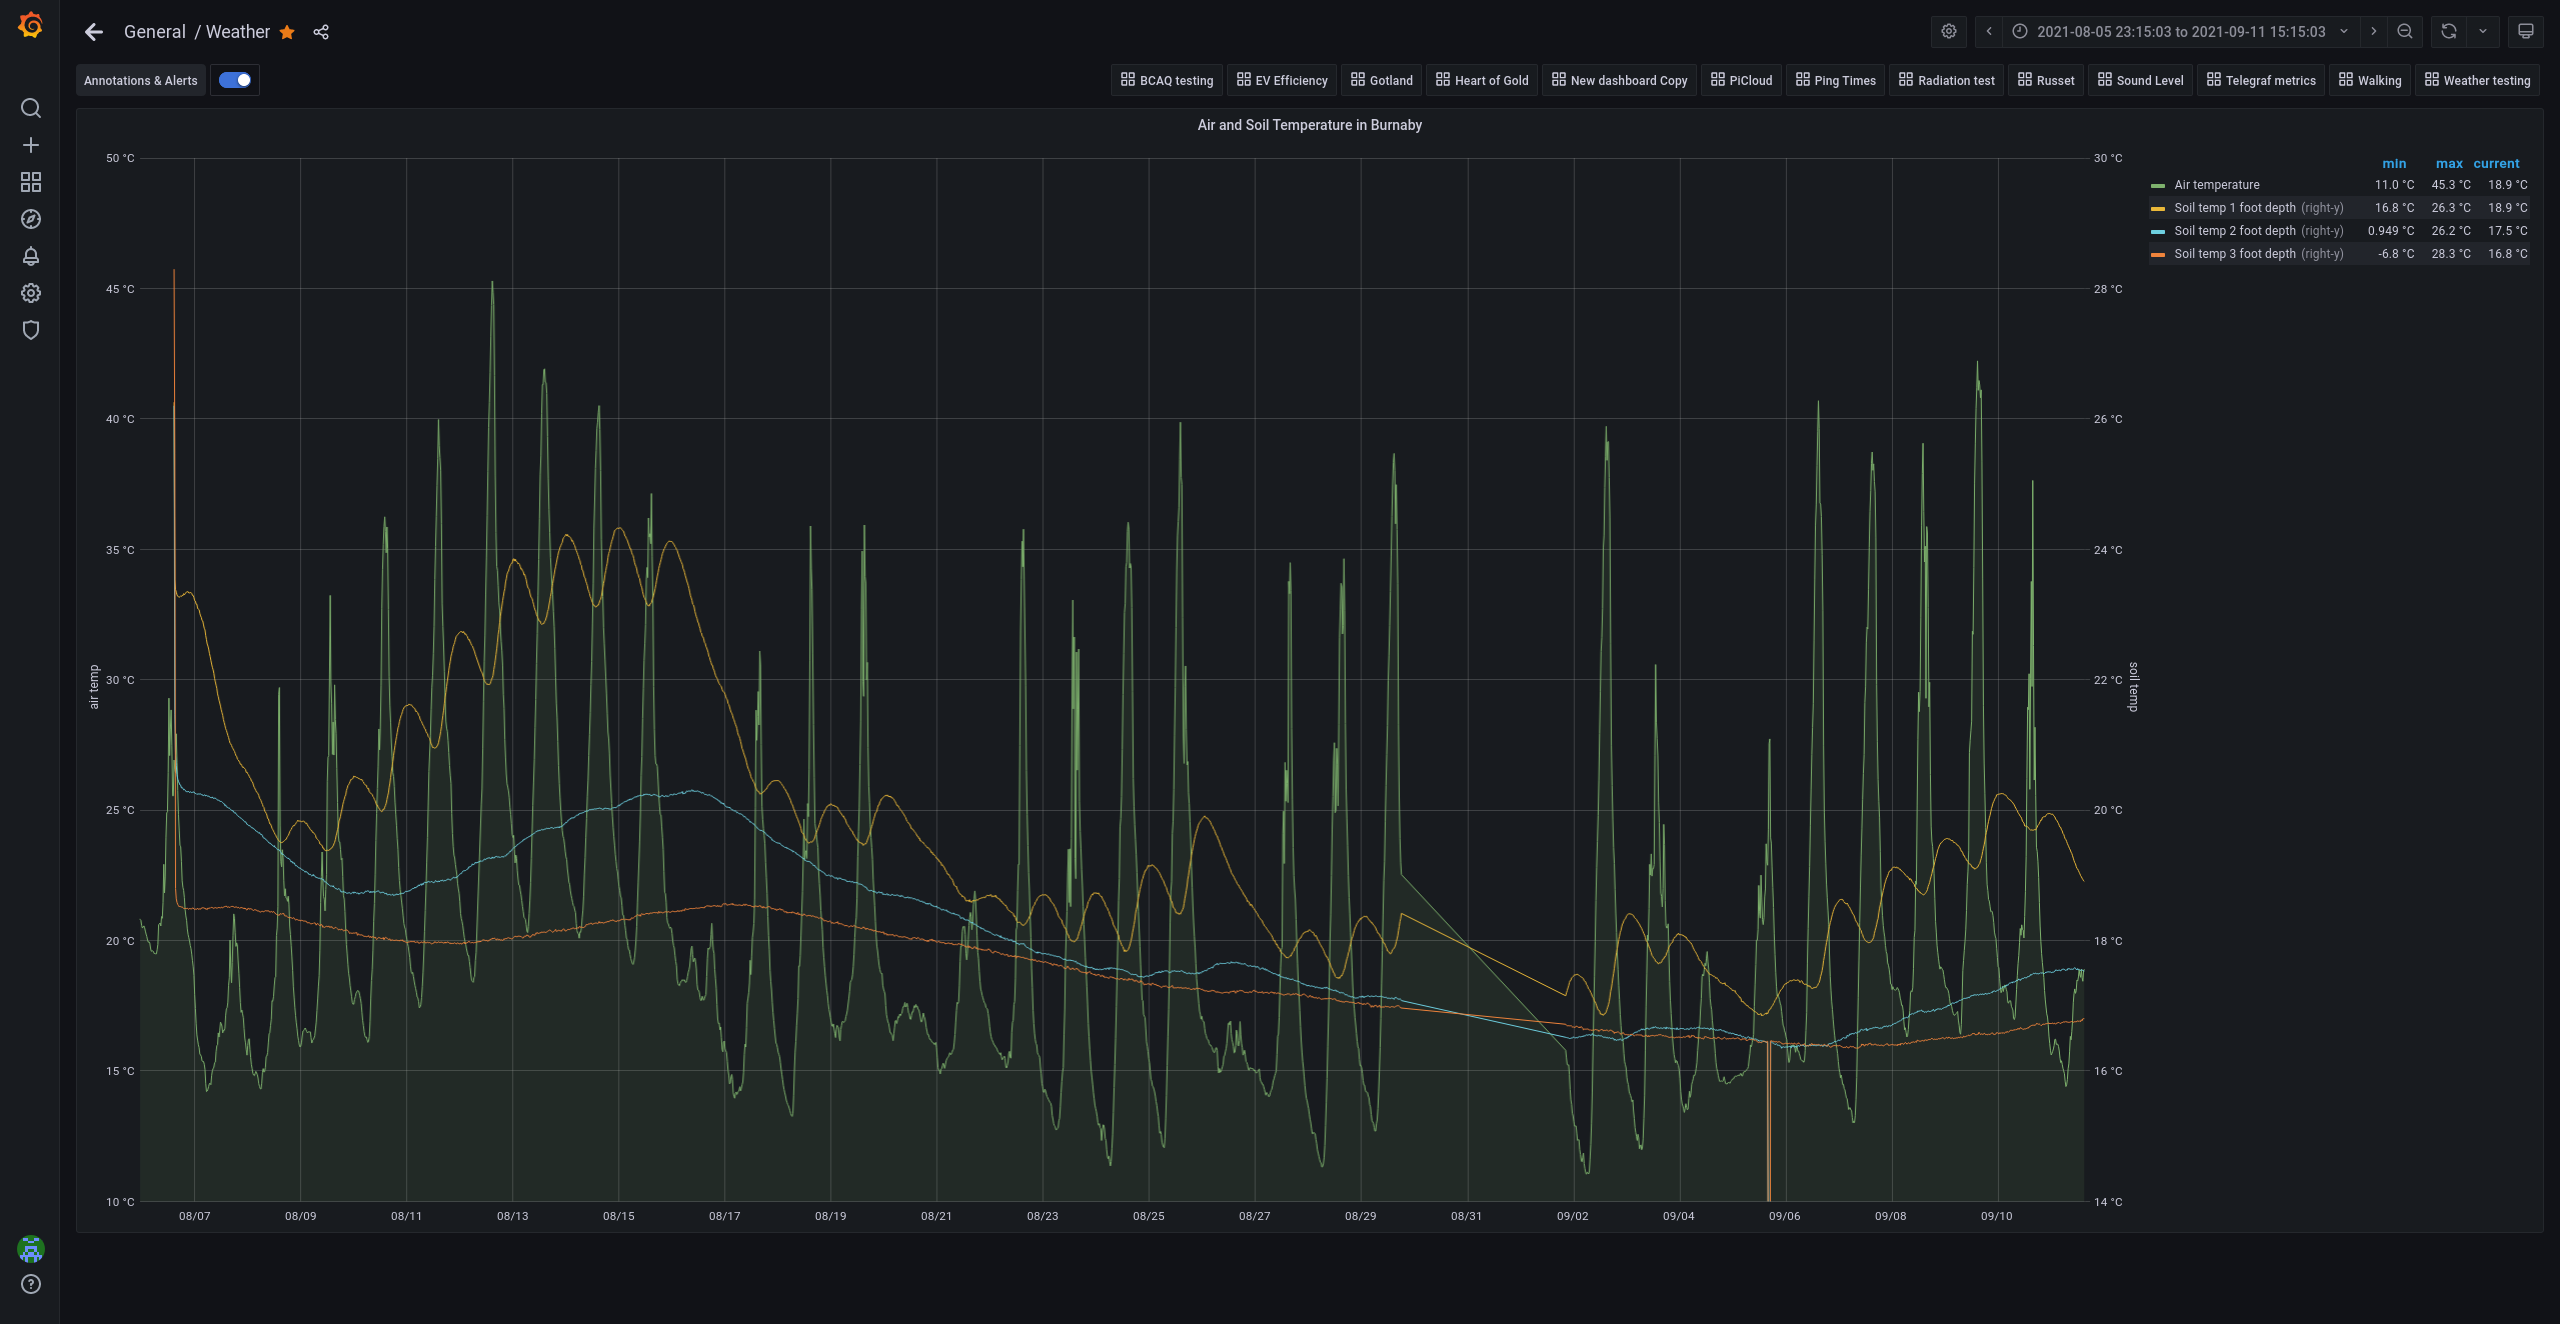 General / Weather
2021-08-05 23:15:03 to 2021-09-11 15:15:03
Annotations & Alerts
BCAQ testing
EV Efficiency
Gotland
Heart of Gold
New dashboard Copy
PiCloud
Ping Times
Radiation test
Russet
Sound Level
Telegraf metrics
Walking
Weather testing
Air and Soil Temperature in Burnaby
50 °C
45 °C
40 °C
35 °C
30 °C
25 °C
20 °C
15 °C
10 °C
air temp
30 °C
28 °C
26 °C
24 °C
22 °C
20 °C
18 °C
16 °C
14 °C
soil temp
08/07
08/09
08/11
08/13
08/15
08/17
08/19
08/21
08/23
08/25
08/27
08/29
08/31
09/02
09/04
09/06
09/08
09/10
min max current
Air temperature 11.0 °C 45.3 °C 18.9 °C
Soil temp 1 foot depth (right-y) 16.8 °C 26.3 °C 18.9 °C
Soil temp 2 foot depth (right-y) 0.949 °C 26.2 °C 17.5 °C
Soil temp 3 foot depth (right-y) -6.8 °C 28.3 °C 16.8 °C